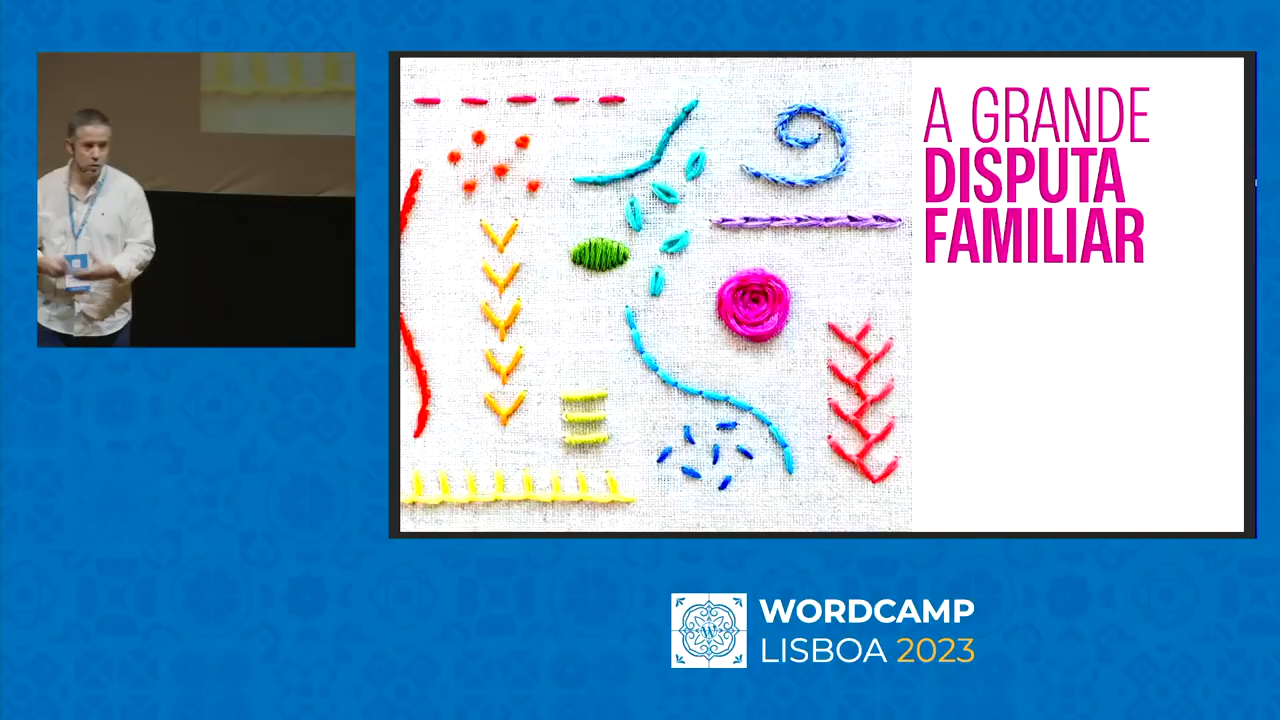 A GRANDE
DISPUTA
FAMILIAR
WORDCAMP
LISBOA 2023